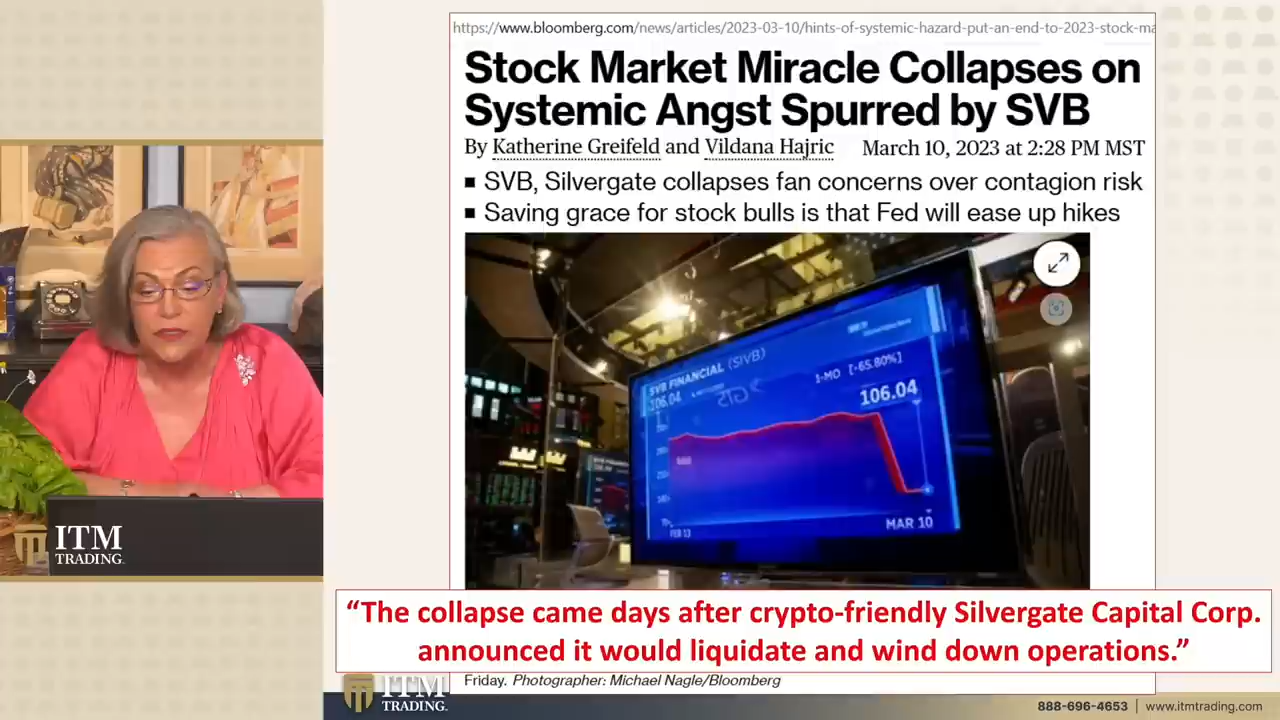 https://www.bloomberg.com/news/articles/2023-03-10/hints-of-systemic-hazard-put-an-end-to-2023-stock-ma
Stock Market Miracle Collapses on
Systemic Angst Spurred by SVB
By Katherine Greifeld and Vildana Hajric March 10, 2023 at 2:28 PM MST
▪ SVB, Silvergate collapses fan concerns over contagion risk
▪ Saving grace for stock bulls is that Fed will ease up hikes
SVB FINANCIAL (SIVB)
106.04
1-MO [-65.80%]
106.04
FEB 13
MAR 10
ITM
TRADING.
“The collapse came days after crypto-friendly Silvergate Capital Corp.
announced it would liquidate and wind down operations.”
Friday. Photographer: Michael Nagle/Bloomberg
ITM
TRADING.
888-696-4653 | www.itmtrading.com